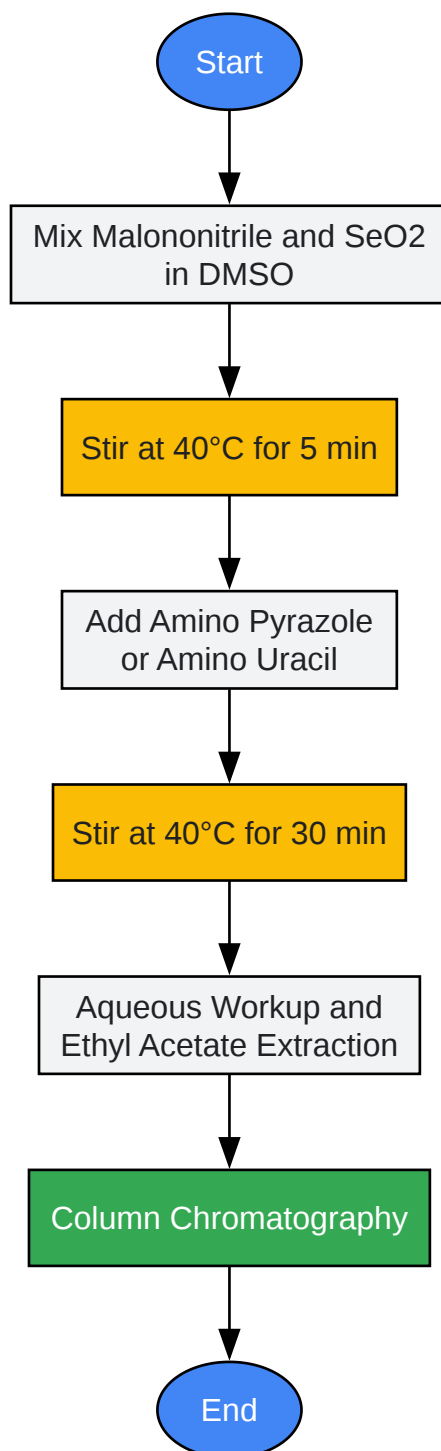 Start
Mix Malononitrile and SeO2
in DMSO
Stir at 40°C for 5 min
Add Amino Pyrazole
or Amino Uracil
Stir at 40°C for 30 min
Aqueous Workup and
Ethyl Acetate Extraction
Column Chromatography
End